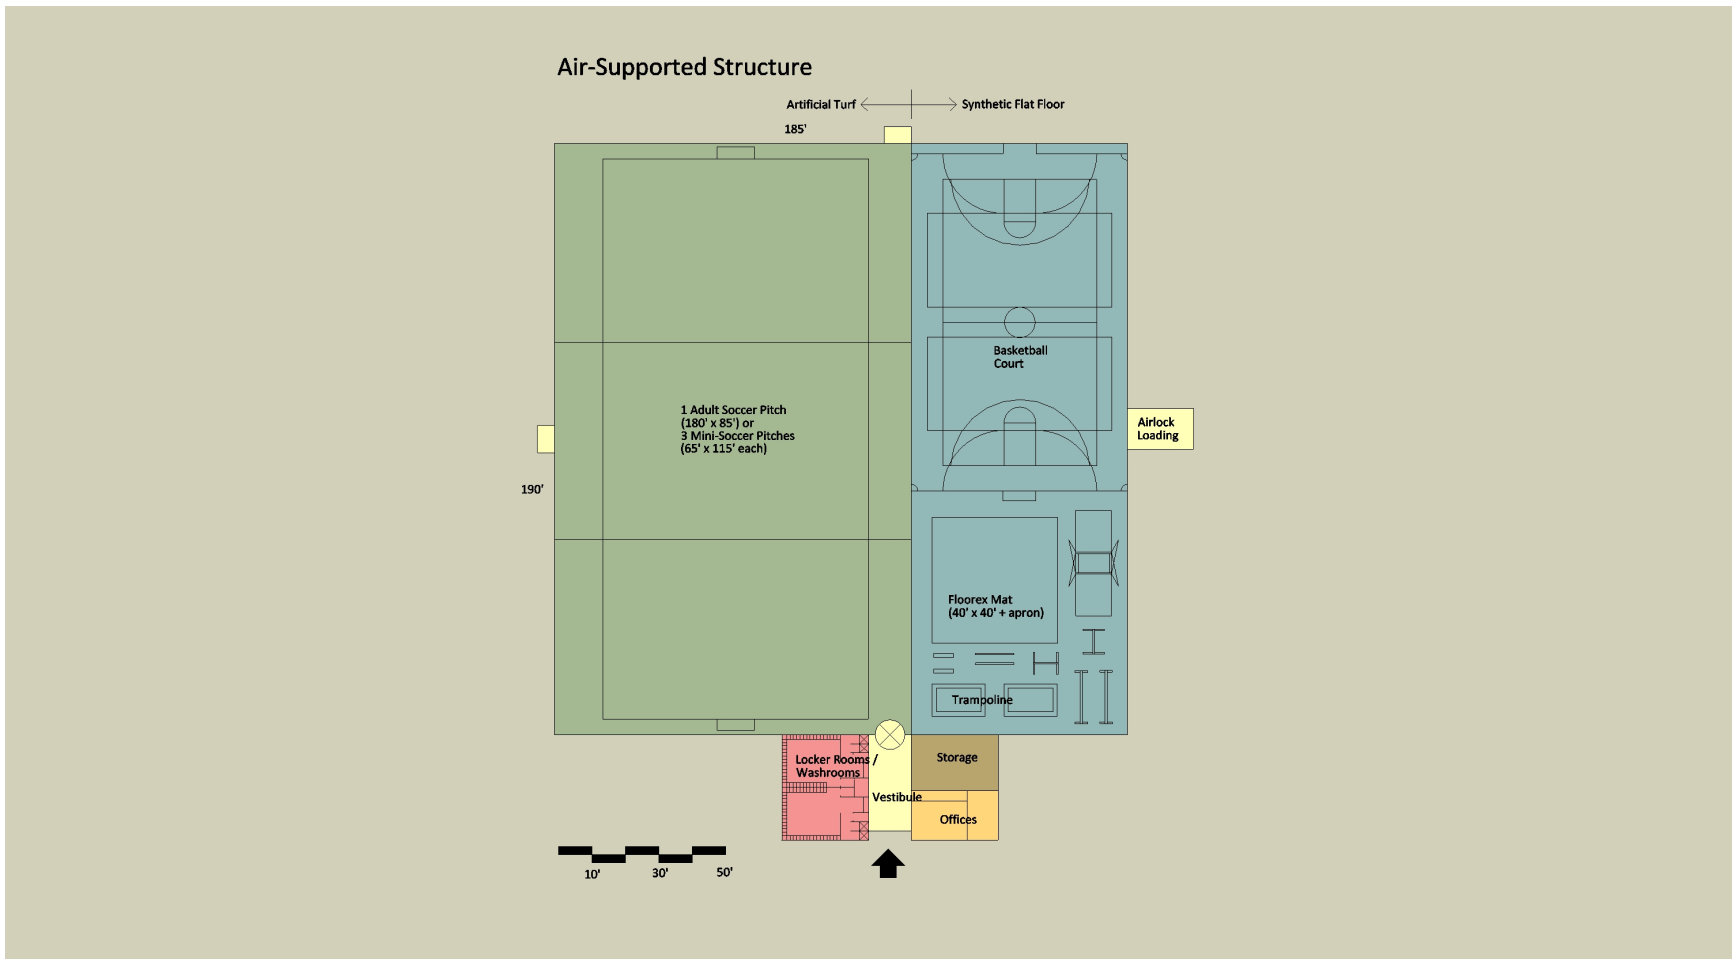 Air-Supported Structure
Artificial Turf
Synthetic Flat Floor
185'
Basketball
Court
1 Adult Soccer Pitch
(180' x 85') or
3 Mini-Soccer Pitches
(65' x 115' each)
Airlock
Loading
190'
Floorex Mat
(40' x 40' + apron)
Trampoline
Locker Rooms /
Washrooms
Storage
Vestibule
Offices
10'
30'
50'